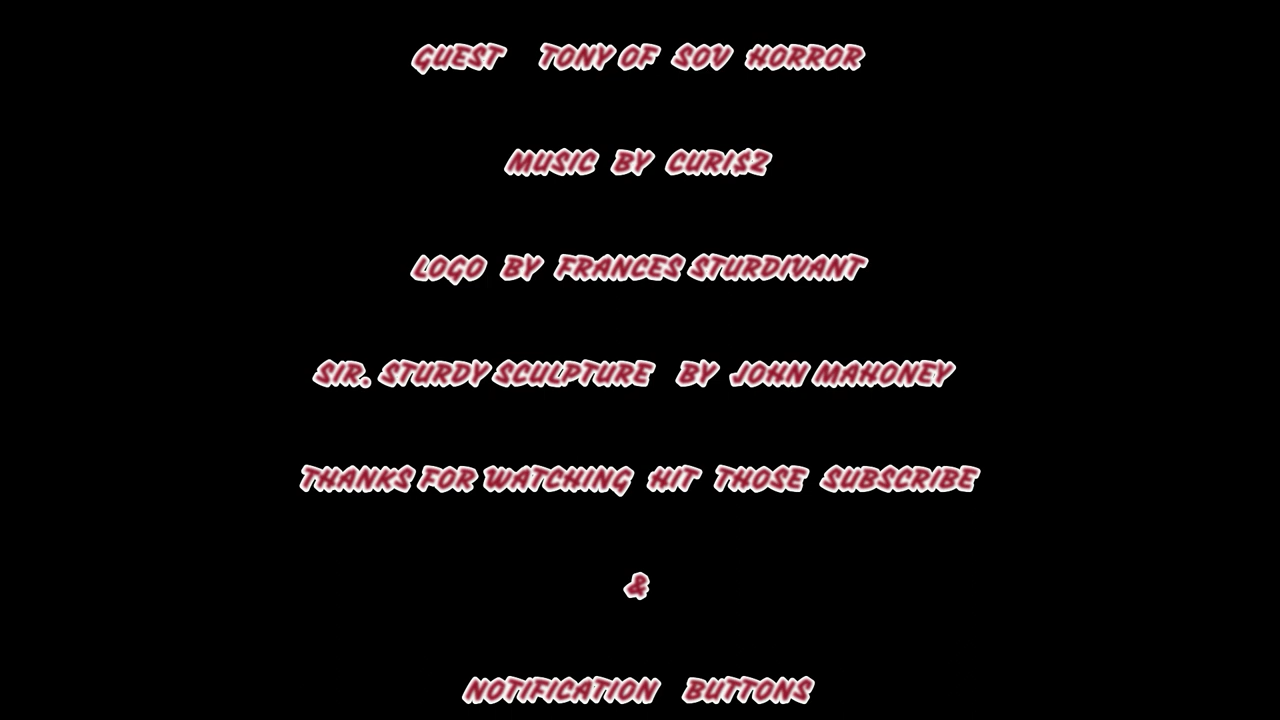 GUEST TONY OF SOV HORROR
MUSIC BY CURI$Z
LOGO BY FRANCES STURDIVANT
SIR. STURDY SCULPTURE BY JOHN MAHONEY
THANKS FOR WATCHING HIT THOSE SUBSCRIBE
&
NOTIFICATION BUTTONS